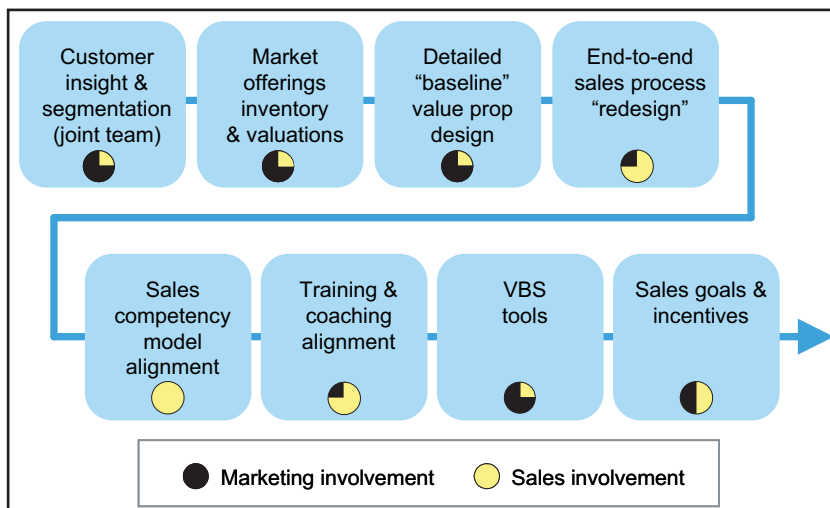 Customer
insight &
segmentation
(joint team)
Market
offerings
inventory
& valuations
Detailed
“baseline”
value prop
design
End-to-end
sales process
“redesign”
Sales
competency
model
alignment
Training &
coaching
alignment
VBS
tools
Sales goals &
incentives
Marketing involvement
Sales involvement